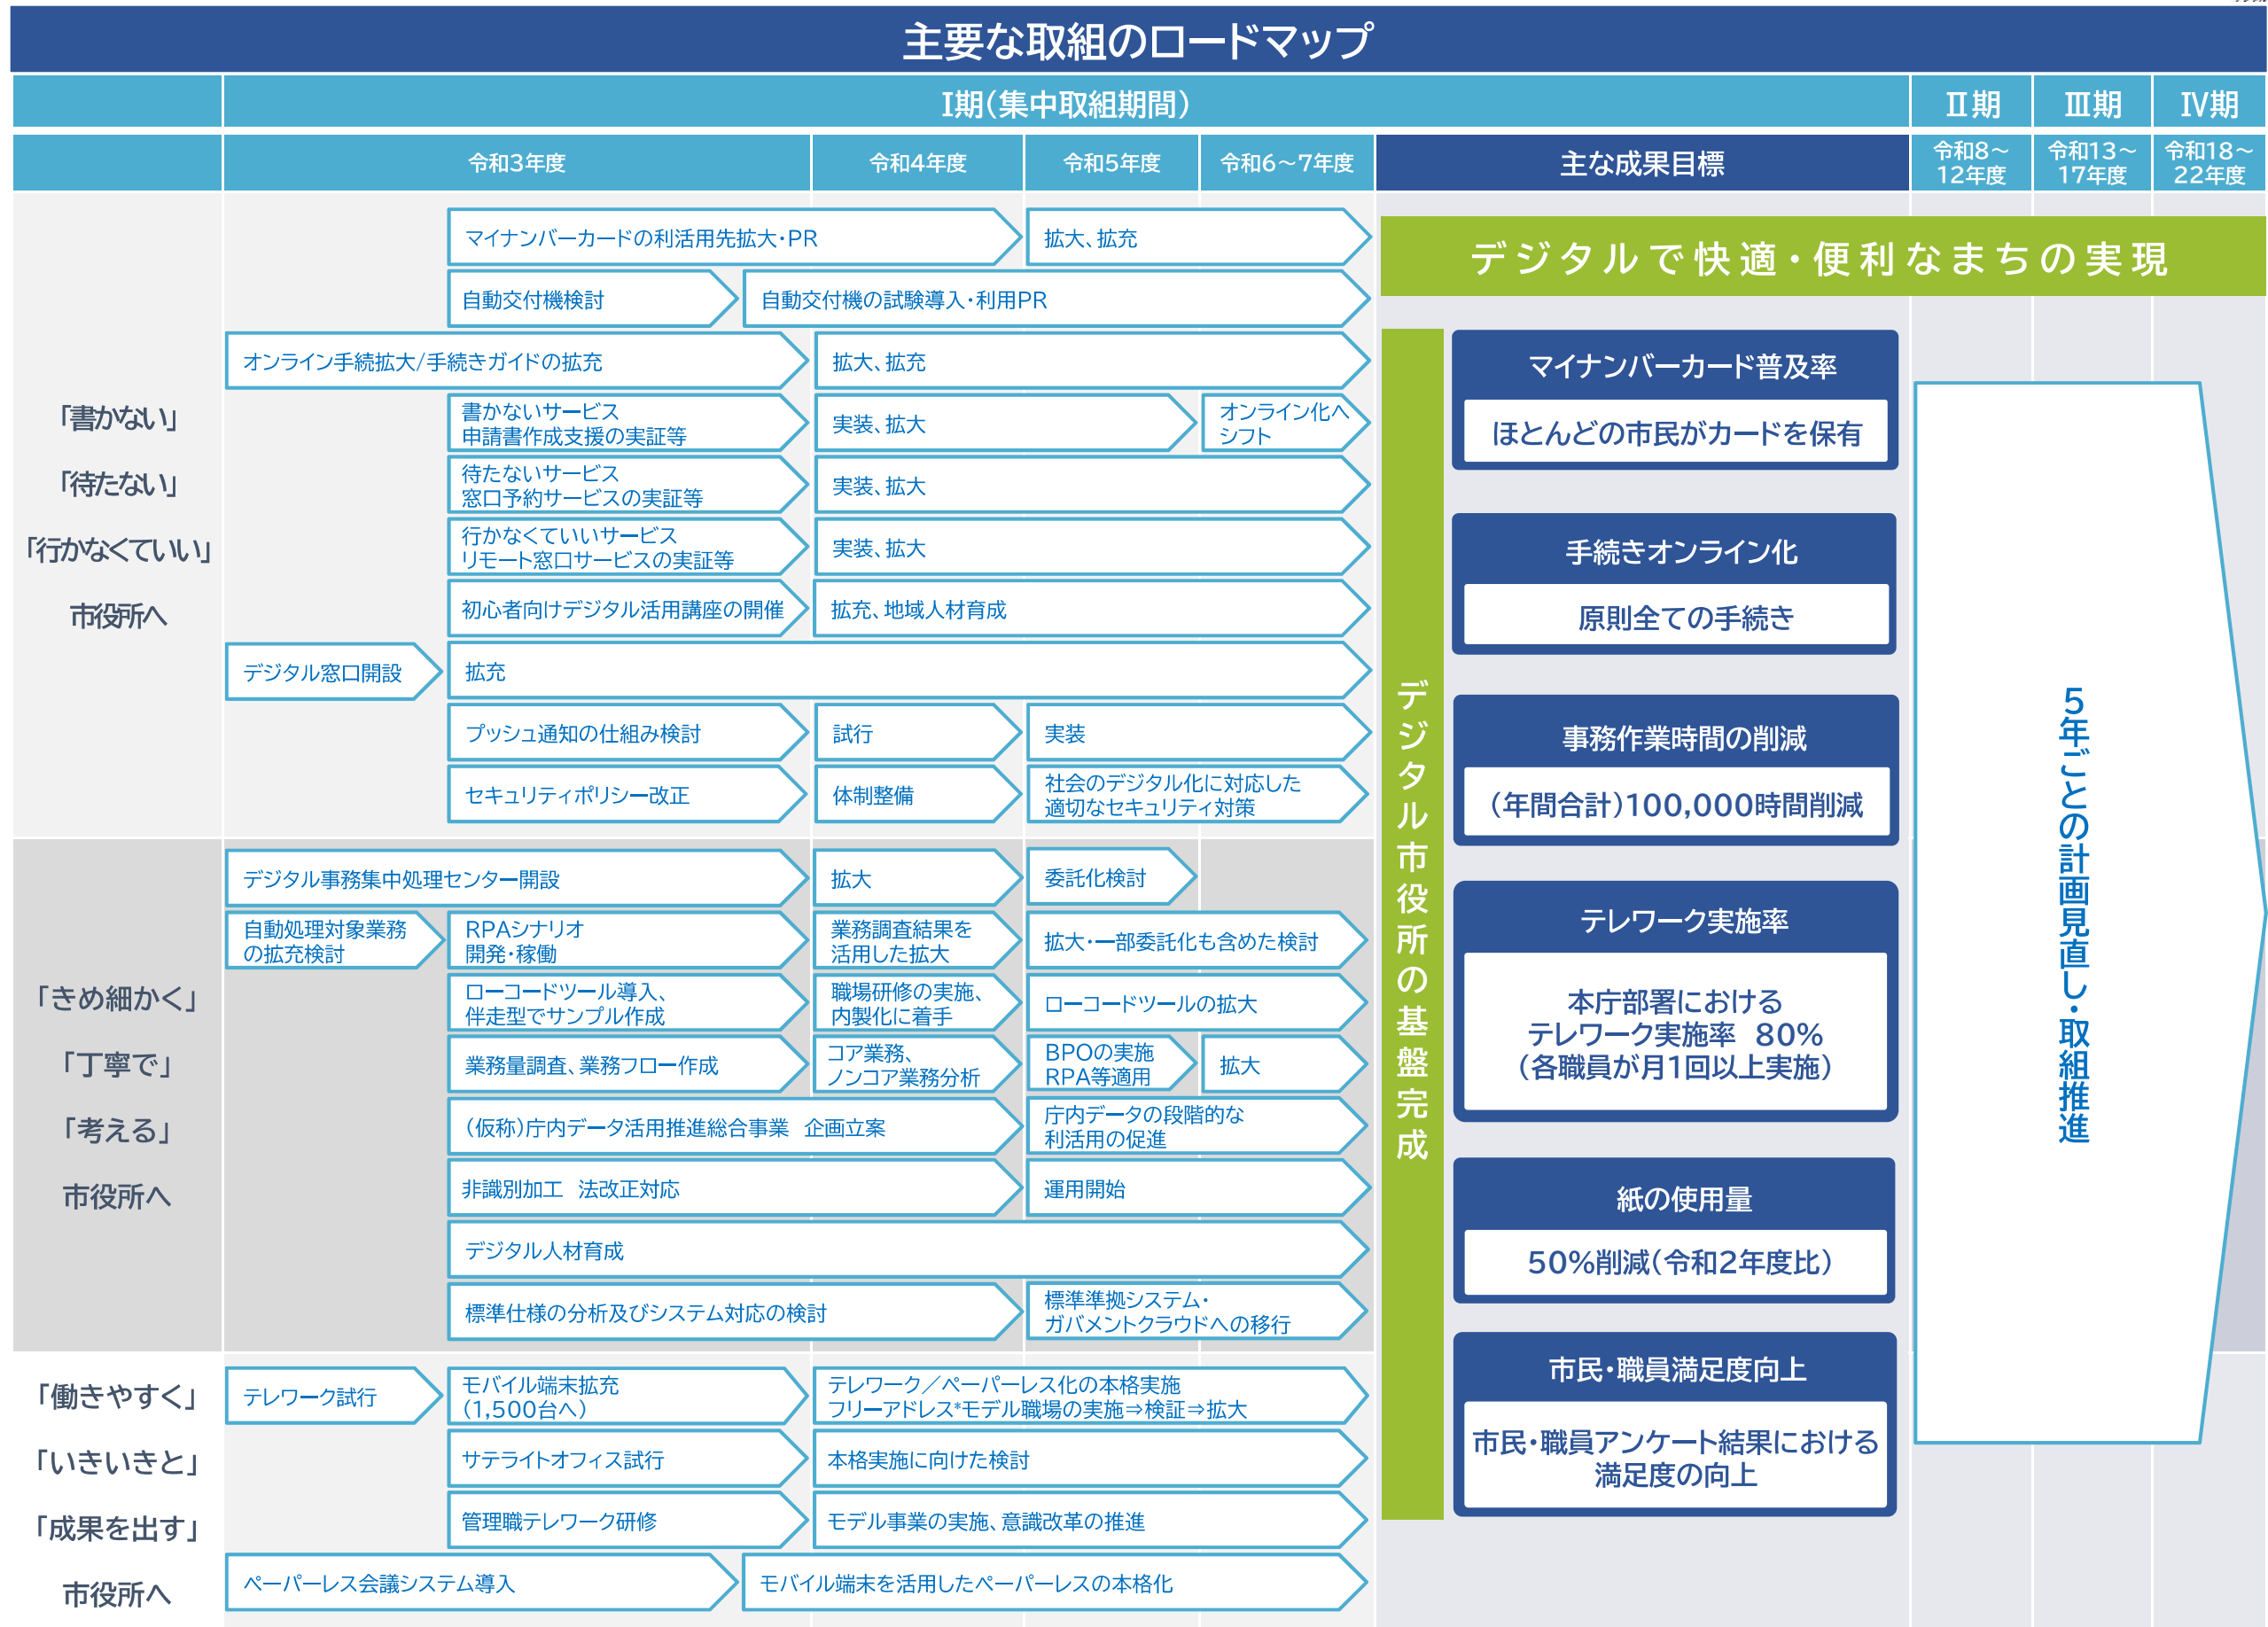 主要な取組のロードマップ
Ⅰ期(集中取組期間)
Ⅱ期
Ⅲ期
Ⅳ期
令和3年度
令和4年度
令和5年度
令和6～7年度
主な成果目標
令和8～
12年度
令和13～
17年度
令和18～
22年度
「書かない」
「待たない」
「行かなくていい」
市役所へ
マイナンバーカードの利活用先拡大・PR
拡大、拡充
自動交付機検討
自動交付機の試験導入・利用PR
オンライン手続拡大/手続きガイドの拡充
拡大、拡充
書かないサービス
申請書作成支援の実証等
実装、拡大
オンライン化へ
シフト
待たないサービス
窓口予約サービスの実証等
実装、拡大
行かなくていいサービス
リモート窓口サービスの実証等
実装、拡大
初心者向けデジタル活用講座の開催
拡充、地域人材育成
デジタル窓口開設
拡充
プッシュ通知の仕組み検討
試行
実装
セキュリティポリシー改正
体制整備
社会のデジタル化に対応した
適切なセキュリティ対策
「きめ細かく」
「丁寧で」
「考える」
市役所へ
デジタル事務集中処理センター開設
拡大
委託化検討
自動処理対象業務
の拡充検討
RPAシナリオ
開発・稼働
業務調査結果を
活用した拡大
拡大・一部委託化も含めた検討
ローコードツール導入、
伴走型でサンプル作成
職場研修の実施、
内製化に着手
ローコードツールの拡大
業務量調査、業務フロー作成
コア業務、
ノンコア業務分析
BPOの実施
RPA等適用
拡大
(仮称)庁内データ活用推進総合事業　企画立案
庁内データの段階的な
利活用の促進
非識別加工　法改正対応
運用開始
デジタル人材育成
標準仕様の分析及びシステム対応の検討
標準準拠システム・
ガバメントクラウドへの移行
「働きやすく」
「いきいきと」
「成果を出す」
市役所へ
テレワーク試行
モバイル端末拡充
(1,500台へ)
テレワーク／ペーパーレス化の本格実施
フリーアドレス*モデル職場の実施⇒検証⇒拡大
サテライトオフィス試行
本格実施に向けた検討
管理職テレワーク研修
モデル事業の実施、意識改革の推進
ペーパーレス会議システム導入
モバイル端末を活用したペーパーレスの本格化
デジタルで快適・便利なまちの実現
デジタル市役所の基盤完成
マイナンバーカード普及率
ほとんどの市民がカードを保有
手続きオンライン化
原則全ての手続き
事務作業時間の削減
(年間合計)100,000時間削減
テレワーク実施率
本庁部署における
テレワーク実施率　80%
(各職員が月1回以上実施)
紙の使用量
50%削減(令和2年度比)
市民・職員満足度向上
市民・職員アンケート結果における
満足度の向上
5年ごとの計画見直し・取組推進